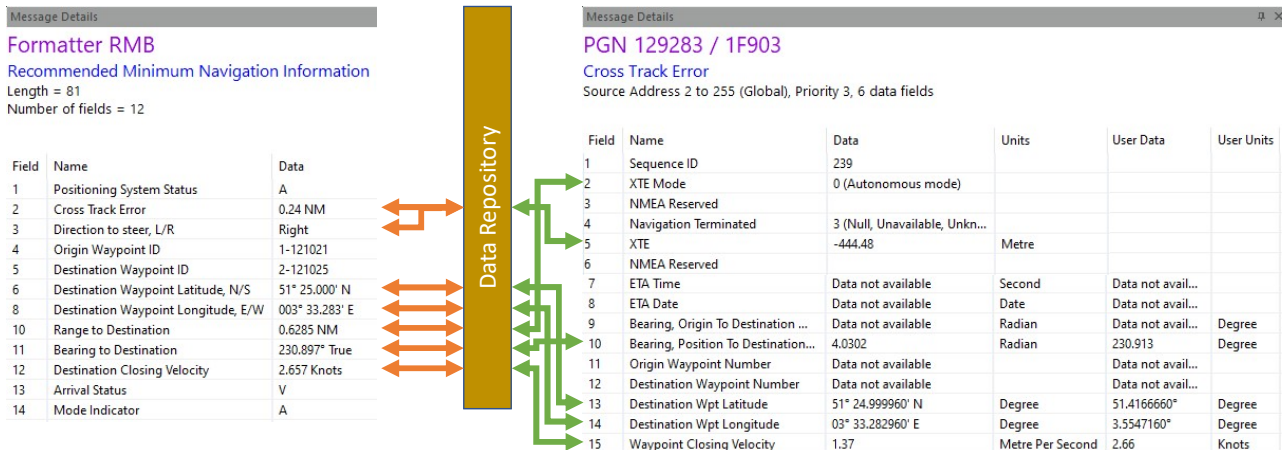 Message Details
Formatter RMB
Recommended Minimum Navigation Information
Length = 81
Number of fields = 12
Field Name Data
1 Positioning System Status A
2 Cross Track Error 0.24 NM
3 Direction to steer, L/R Right
4 Origin Waypoint ID 1-121021
5 Destination Waypoint ID 2-121025
6 Destination Waypoint Latitude, N/S 51° 25.000' N
8 Destination Waypoint Longitude, E/W 003° 33.283' E
10 Range to Destination 0.6285 NM
11 Bearing to Destination 230.897° True
12 Destination Closing Velocity 2.657 Knots
13 Arrival Status V
14 Mode Indicator A
Data Repository
Message Details
PGN 129283 / 1F903
Cross Track Error
Source Address 2 to 255 (Global), Priority 3, 6 data fields
Field Name Data Units User Data User Units
1 Sequence ID 239
2 XTE Mode 0 (Autonomous mode)
3 NMEA Reserved
4 Navigation Terminated 3 (Null, Unavailable, Unkn...
5 XTE -444.48 Metre
6 NMEA Reserved
7 ETA Time Data not available Second Data not avail...
8 ETA Date Data not available Date Data not avail...
9 Bearing, Origin To Destination ... Data not available Radian Data not avail... Degree
10 Bearing, Position To Destination... 4.0302 Radian 230.913 Degree
11 Origin Waypoint Number Data not available Data not avail...
12 Destination Waypoint Number Data not available Data not avail...
13 Destination Wpt Latitude 51° 24.999960' N Degree 51.4166660° Degree
14 Destination Wpt Longitude 03° 33.282960' E Degree 3.5547160° Degree
15 Waypoint Closing Velocity 1.37 Metre Per Second 2.66 Knots